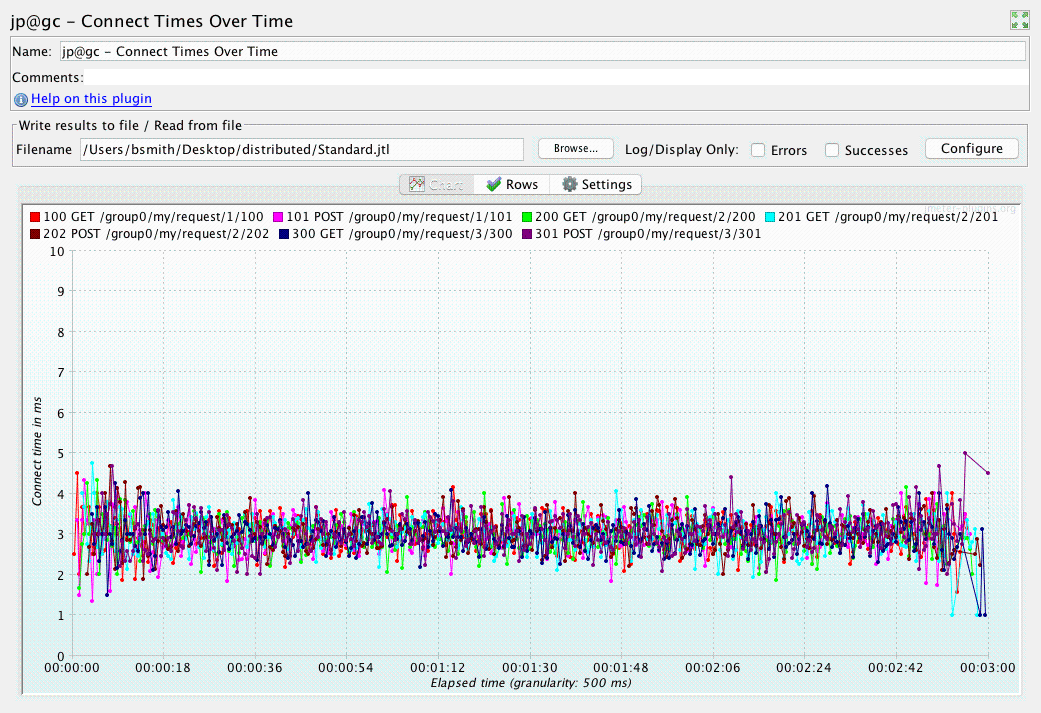 jp@gc - Connect Times Over Time
Name: jp@gc - Connect Times Over Time
Comments:
Help on this plugin
Write results to file / Read from file
Filename /Users/bsmith/Desktop/distributed/Standard.jtl Browse... Log/Display Only: Errors Successes Configure
Chart Rows Settings
jmeter-plugins.org
100 GET /group0/my/request/1/100 101 POST /group0/my/request/1/101 200 GET /group0/my/request/2/200 201 GET /group0/my/request/2/201
202 POST /group0/my/request/2/202 300 GET /group0/my/request/3/300 301 POST /group0/my/request/3/301
10
9
8
7
6
5
4
3
2
1
0
Connect time in ms
00:00:00 00:00:18 00:00:36 00:00:54 00:01:12 00:01:30 00:01:48 00:02:06 00:02:24 00:02:42 00:03:00
Elapsed time (granularity: 500 ms)